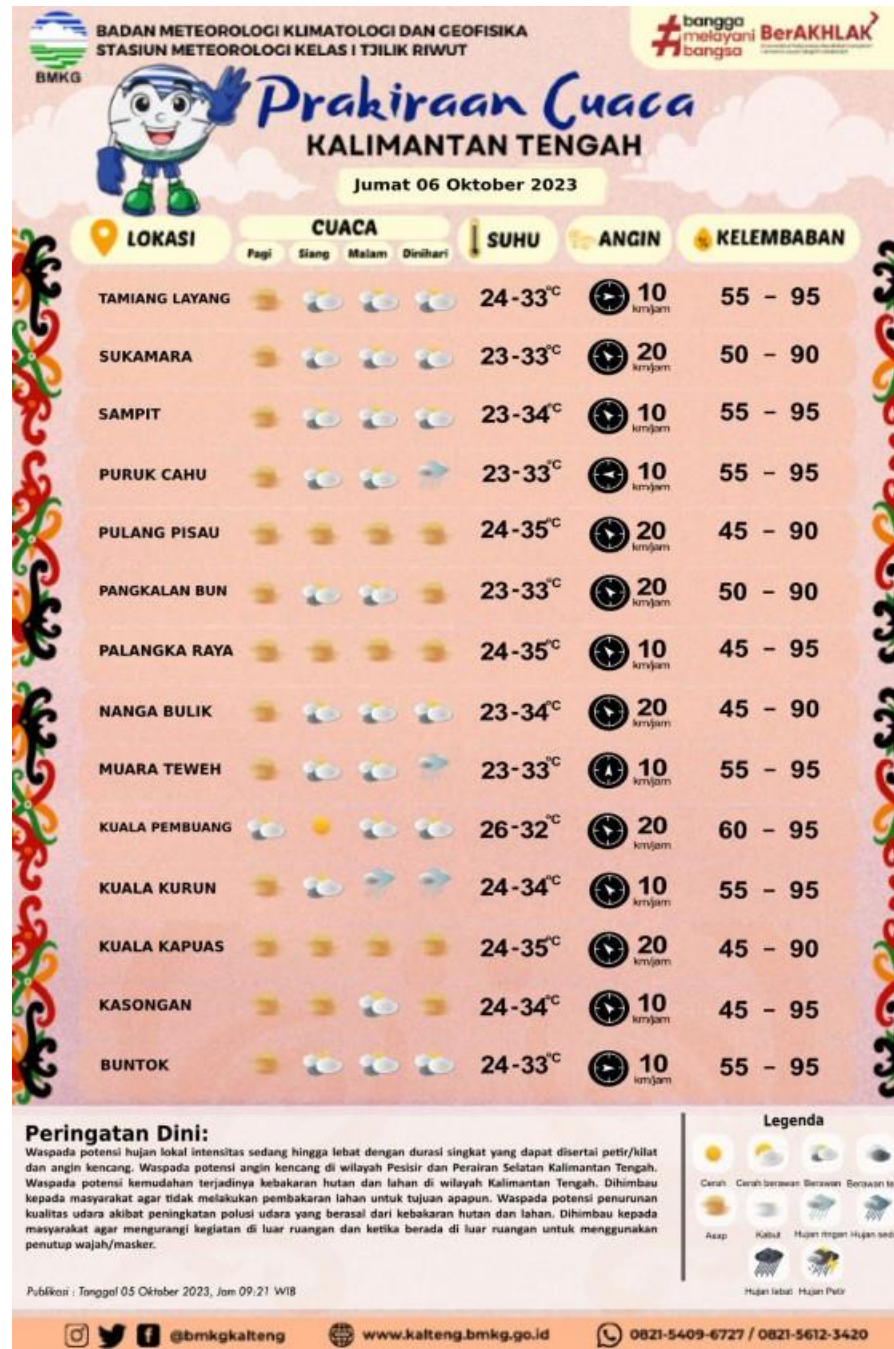 BADAN METEOROLOGI KLIMATOLOGI DAN GEOFISIKA
STASIUN METEOROLOGI KELAS I TJILIK RIWUT
BMKG
bangga
melayani
bangsa
BerAKHLAK
Prakiraan Cuaca
KALIMANTAN TENGAH
Jumat 06 Oktober 2023
LOKASI CUACA SUHU ANGIN KELEMBABAN
Pagi Siang Malam Dinihari
TAMIANG LAYANG 24-33°C 10 km/jam 55 - 95
SUKAMARA 23-33°C 20 km/jam 50 - 90
SAMPIT 23-34°C 10 km/jam 55 - 95
PURUK CAHU 23-33°C 10 km/jam 55 - 95
PULANG PISAU 24-35°C 20 km/jam 45 - 90
PANGKALAN BUN 23-33°C 20 km/jam 50 - 90
PALANGKA RAYA 24-35°C 10 km/jam 45 - 95
NANGA BULIK 23-34°C 20 km/jam 45 - 90
MUARA TEWEH 23-33°C 10 km/jam 55 - 95
KUALA PEMBUANG 26-32°C 20 km/jam 60 - 95
KUALA KURUN 24-34°C 10 km/jam 55 - 95
KUALA KAPUAS 24-35°C 20 km/jam 45 - 90
KASONGAN 24-34°C 10 km/jam 45 - 95
BUNTOK 24-33°C 10 km/jam 55 - 95
Peringatan Dini:
Waspada potensi hujan lokal intensitas sedang hingga lebat dengan durasi singkat yang dapat disertai petir/kilat
dan angin kencang. Waspada potensi angin kencang di wilayah Pesisir dan Perairan Selatan Kalimantan Tengah.
Waspada potensi kemudahan terjadinya kebakaran hutan dan lahan di wilayah Kalimantan Tengah. Dihimbau
kepada masyarakat agar tidak melakukan pembakaran lahan untuk tujuan apapun. Waspada potensi penurunan
kualitas udara akibat peningkatan polusi udara yang berasal dari kebakaran hutan dan lahan. Dihimbau kepada
masyarakat agar mengurangi kegiatan di luar ruangan dan ketika berada di luar ruangan untuk menggunakan
penutup wajah/masker.
Publikasi : Tanggal 05 Oktober 2023, Jam 09:21 WIB
Legenda
Cerah Cerah berawan Berawan Berawan te
Asap Kabut Hujan ringan Hujan sed
Hujan lebat Hujan Petir
@bmkgkalteng www.kalteng.bmkg.go.id 0821-5409-6727 / 0821-5612-3420